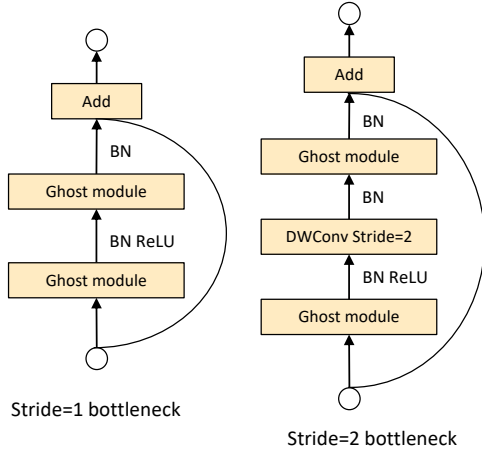 Add
BN
Ghost module
BN ReLU
Ghost module
Stride=1 bottleneck
Add
BN
Ghost module
BN
DWConv Stride=2
BN ReLU
Ghost module
Stride=2 bottleneck